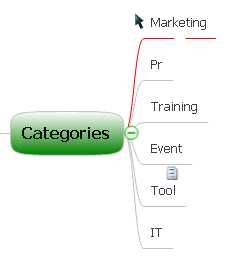 Marketing
Pr
Training
Categories
Event
Tool
IT